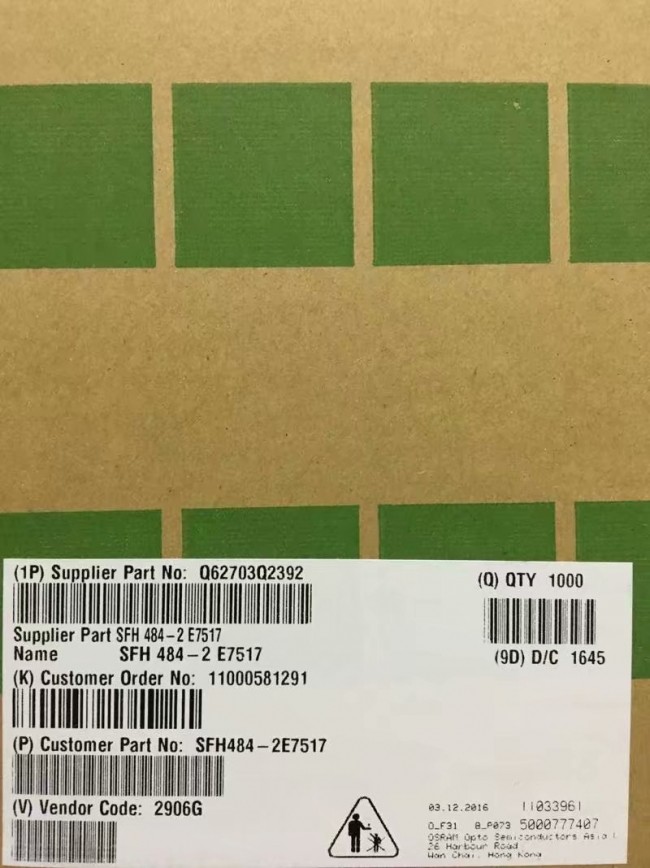 (1P) Supplier Part No: Q62703Q2392
(Q) QTY 1000
Supplier Part SFH 484-2 E7517
Name SFH 484-2 E7517
(9D) D/C 1645
(K) Customer Order No: 11000581291
(P) Customer Part No: SFH484-2E7517
(V) Vendor Code: 2906G
03.12.2016 11033961
O_F31 B_P073 5000777407
OSRAM Opto Semiconductors Asia L
26 Harbour Road
Wan Chai, Hong Kong